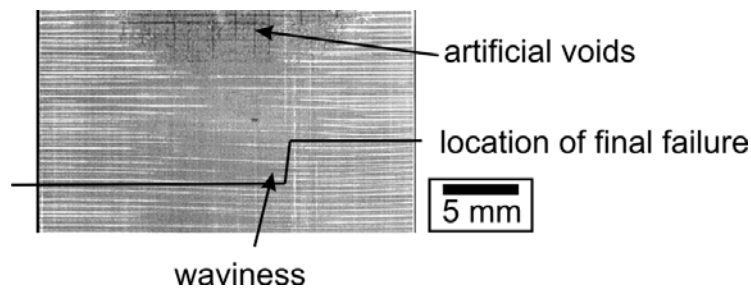 artificial voids
location of final failure
5 mm
waviness